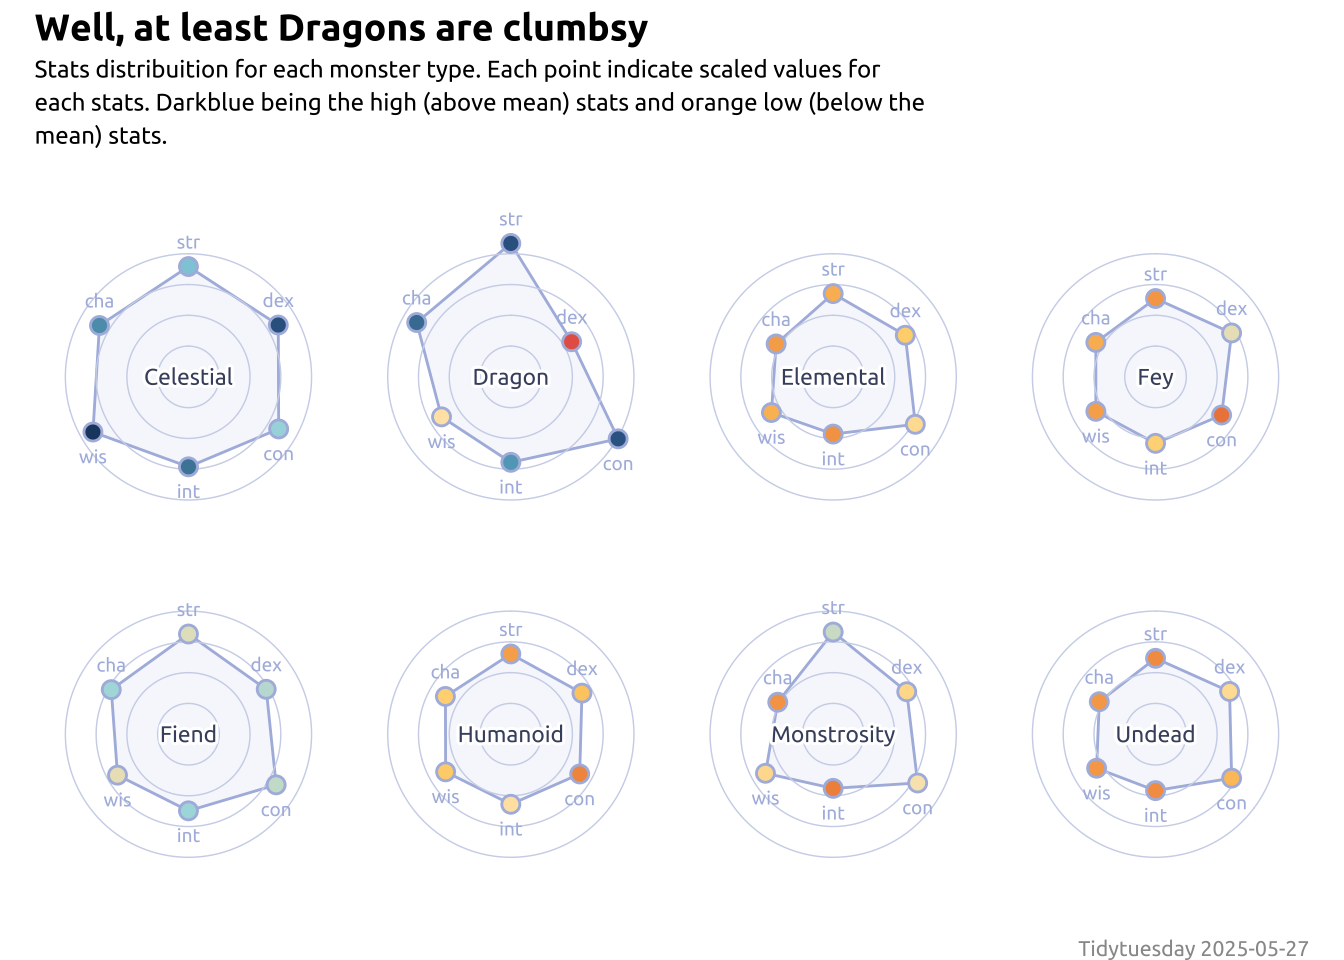 Well, at least Dragons are clumbsy
Stats distribuition for each monster type. Each point indicate scaled values for
each stats. Darkblue being the high (above mean) stats and orange low (below the
mean) stats.
str
cha
dex
Celestial
wis
con
int
str
cha
dex
Dragon
wis
con
int
str
cha
dex
Elemental
wis
con
int
str
cha
dex
Fey
wis
con
int
str
cha
dex
Fiend
wis
con
int
str
cha
dex
Humanoid
wis
con
int
str
cha
dex
Monstrosity
wis
con
int
str
cha
dex
Undead
wis
con
int
Tidytuesday 2025-05-27